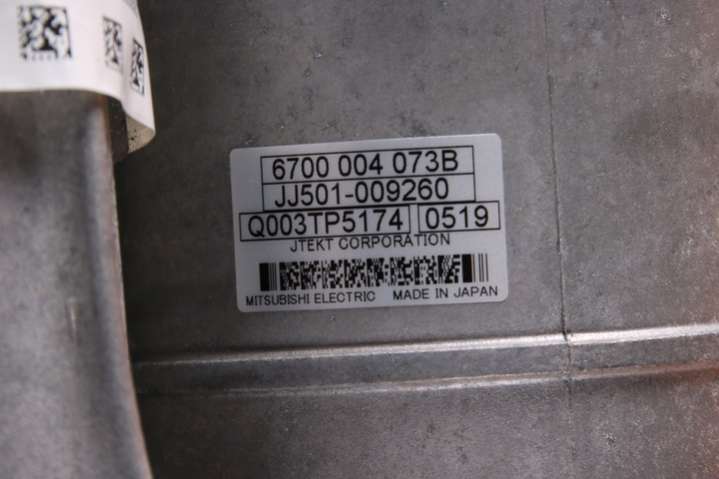 6700 004 073B
JJ501-009260
Q003TP5174 0519
JTEKT CORPORATION
MITSUBISHI ELECTRIC MADE IN JAPAN